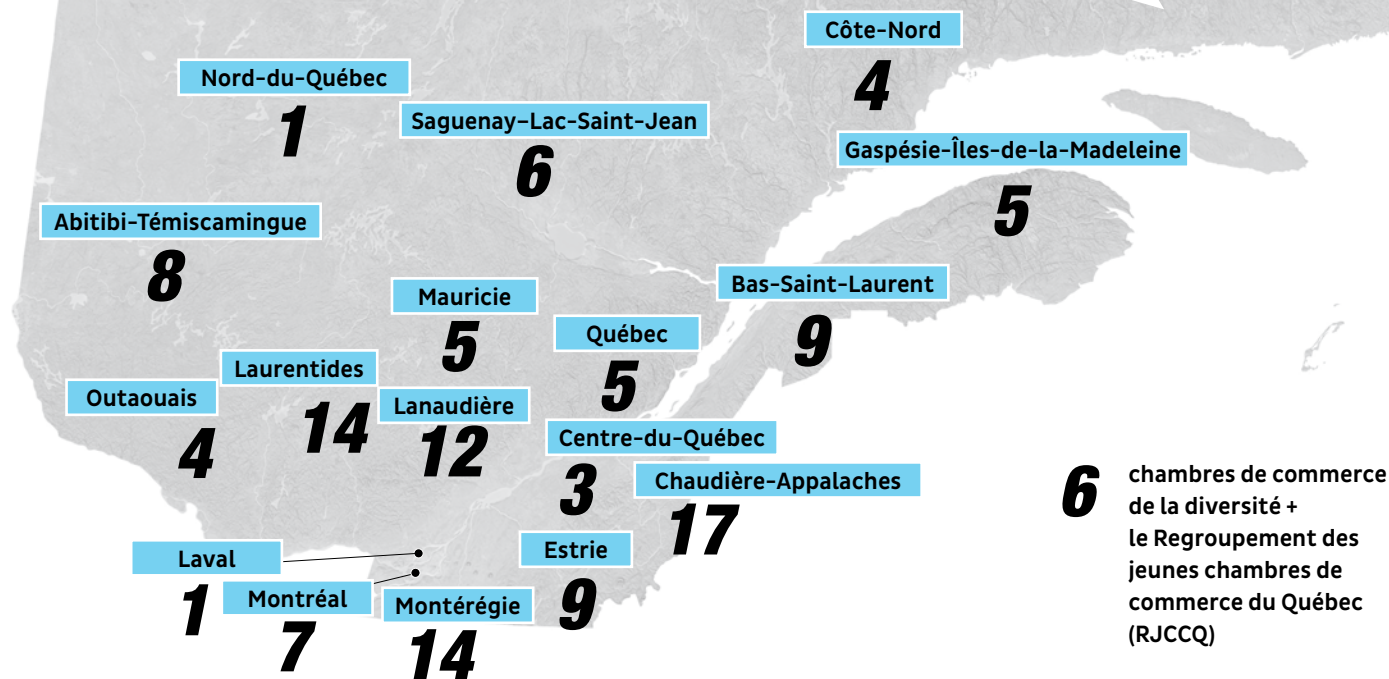 Côte-Nord
4
Nord-du-Québec
1
Saguenay-Lac-Saint-Jean
6
Gaspésie-Îles-de-la-Madeleine
5
Abitibi-Témiscamingue
8
Bas-Saint-Laurent
9
Mauricie
5
Québec
5
Laurentides
14
Outaouais
4
Lanaudière
12
Centre-du-Québec
3
Chaudière-Appalaches
17
Laval
1
Montréal
7
Montérégie
14
Estrie
9
6
chambres de commerce
de la diversité +
le Regroupement des
jeunes chambres de
commerce du Québec
(RJCCQ)